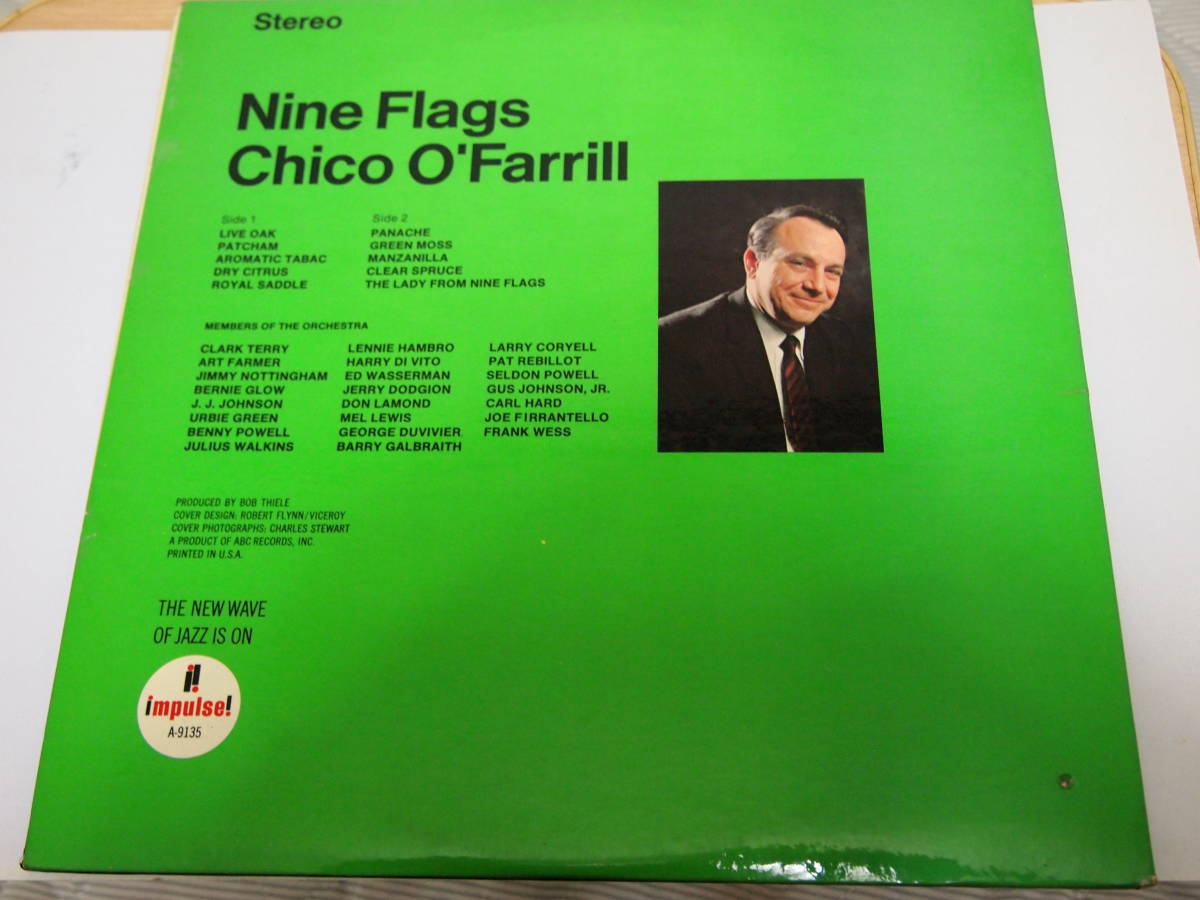 Stereo
Nine Flags
Chico O'Farrill
Side 1
LIVE OAK
PATCHAM
AROMATIC TABAC
DRY CITRUS
ROYAL SADDLE
Side 2
PANACHE
GREEN MOSS
MANZANILLA
CLEAR SPRUCE
THE LADY FROM NINE FLAGS
MEMBERS OF THE ORCHESTRA
CLARK TERRY
ART FARMER
JIMMY NOTTINGHAM
BERNIE GLOW
J. J. JOHNSON
URBIE GREEN
BENNY POWELL
JULIUS WALKINS
LENNIE HAMBRO
HARRY DI VITO
ED WASSERMAN
JERRY DODGION
DON LAMOND
MEL LEWIS
GEORGE DUVIVIER
BARRY GALBRAITH
LARRY CORYELL
PAT REBILLOT
SELDON POWELL
GUS JOHNSON, JR.
CARL HARD
JOE FIRRANTELLO
FRANK WESS
PRODUCED BY BOB THIELE
COVER DESIGN: ROBERT FLYNN/VICEROY
COVER PHOTOGRAPHS: CHARLES STEWART
A PRODUCT OF ABC RECORDS, INC.
PRINTED IN U.S.A.
THE NEW WAVE
OF JAZZ IS ON
i!
impulse!
A-9135